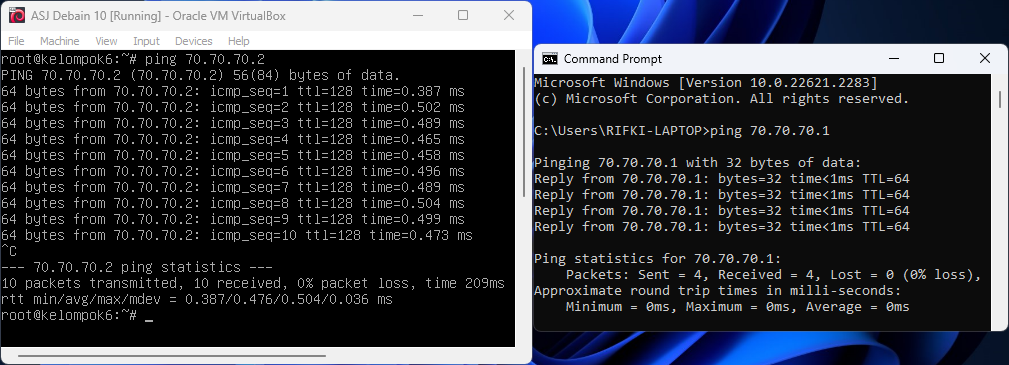 ASJ Debain 10 [Running] - Oracle VM VirtualBox
File Machine View Input Devices Help
root@kelompok6:~# ping 70.70.70.2
PING 70.70.70.2 (70.70.70.2) 56(84) bytes of data.
64 bytes from 70.70.70.2: icmp_seq=1 ttl=128 time=0.387 ms
64 bytes from 70.70.70.2: icmp_seq=2 ttl=128 time=0.502 ms
64 bytes from 70.70.70.2: icmp_seq=3 ttl=128 time=0.489 ms
64 bytes from 70.70.70.2: icmp_seq=4 ttl=128 time=0.465 ms
64 bytes from 70.70.70.2: icmp_seq=5 ttl=128 time=0.458 ms
64 bytes from 70.70.70.2: icmp_seq=6 ttl=128 time=0.496 ms
64 bytes from 70.70.70.2: icmp_seq=7 ttl=128 time=0.489 ms
64 bytes from 70.70.70.2: icmp_seq=8 ttl=128 time=0.504 ms
64 bytes from 70.70.70.2: icmp_seq=9 ttl=128 time=0.499 ms
64 bytes from 70.70.70.2: icmp_seq=10 ttl=128 time=0.473 ms
^C
--- 70.70.70.2 ping statistics ---
10 packets transmitted, 10 received, 0% packet loss, time 209ms
rtt min/avg/max/mdev = 0.387/0.476/0.504/0.036 ms
root@kelompok6:~# _
Command Prompt
Microsoft Windows [Version 10.0.22621.2283]
(c) Microsoft Corporation. All rights reserved.
C:\Users\RIFKI-LAPTOP>ping 70.70.70.1
Pinging 70.70.70.1 with 32 bytes of data:
Reply from 70.70.70.1: bytes=32 time<1ms TTL=64
Reply from 70.70.70.1: bytes=32 time<1ms TTL=64
Reply from 70.70.70.1: bytes=32 time<1ms TTL=64
Reply from 70.70.70.1: bytes=32 time<1ms TTL=64
Ping statistics for 70.70.70.1:
Packets: Sent = 4, Received = 4, Lost = 0 (0% loss),
Approximate round trip times in milli-seconds:
Minimum = 0ms, Maximum = 0ms, Average = 0ms